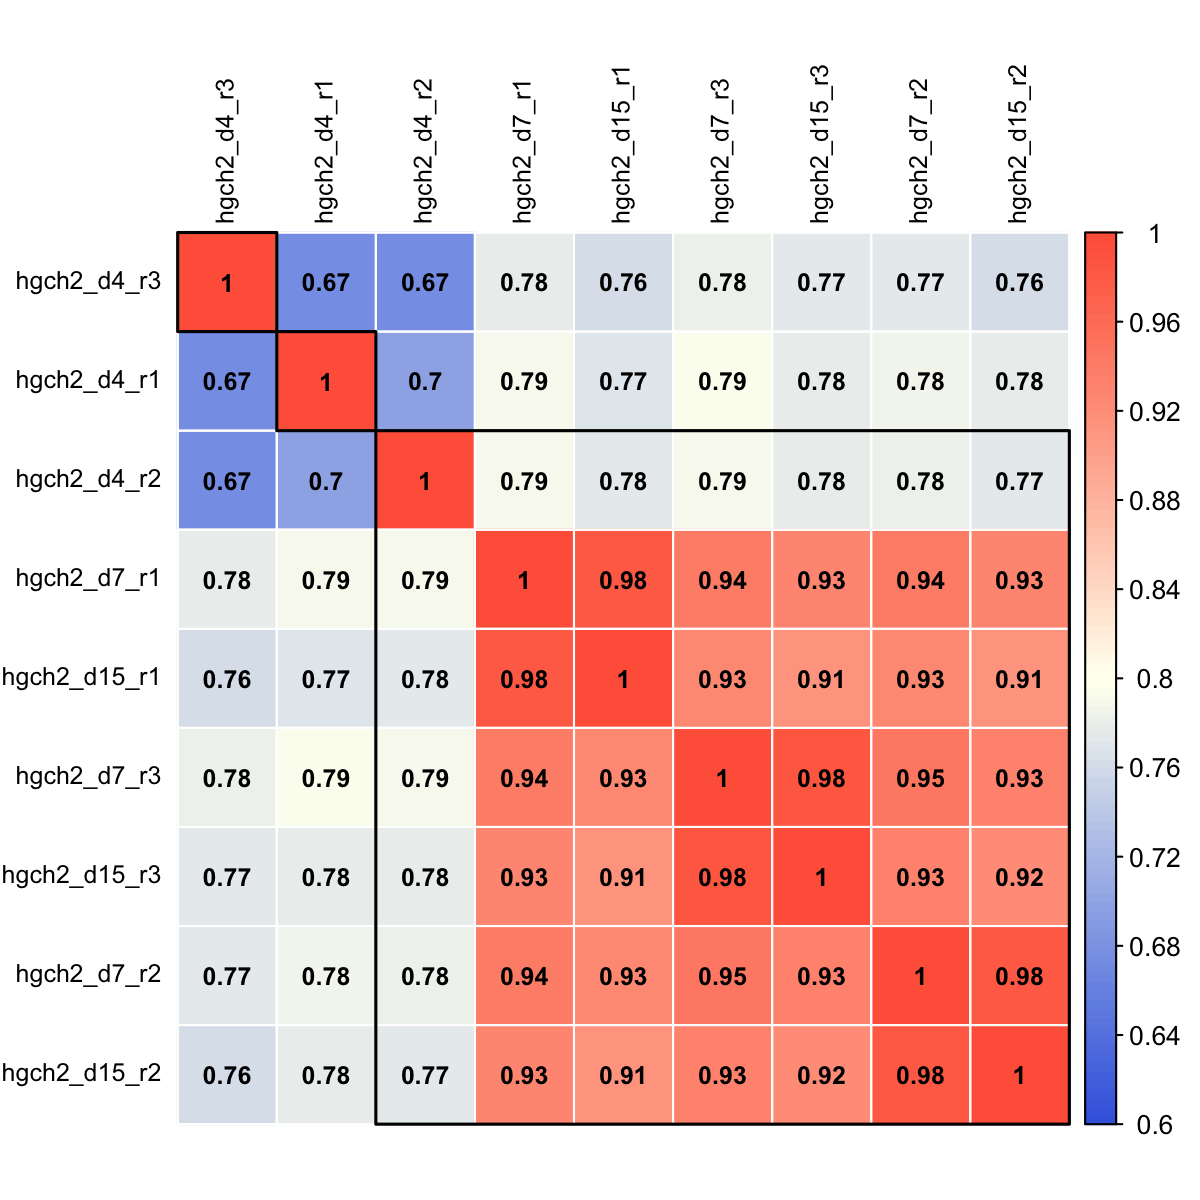 hgch2_d4_r3 hgch2_d4_r1 hgch2_d4_r2 hgch2_d7_r1 hgch2_d15_r1 hgch2_d7_r3 hgch2_d15_r3 hgch2_d7_r2 hgch2_d15_r2
hgch2_d4_r3 1 0.67 0.67 0.78 0.76 0.78 0.77 0.77 0.76
hgch2_d4_r1 0.67 1 0.7 0.79 0.77 0.79 0.78 0.78 0.78
hgch2_d4_r2 0.67 0.7 1 0.79 0.78 0.79 0.78 0.78 0.77
hgch2_d7_r1 0.78 0.79 0.79 1 0.98 0.94 0.93 0.94 0.93
hgch2_d15_r1 0.76 0.77 0.78 0.98 1 0.93 0.91 0.93 0.91
hgch2_d7_r3 0.78 0.79 0.79 0.94 0.93 1 0.98 0.95 0.93
hgch2_d15_r3 0.77 0.78 0.78 0.93 0.91 0.98 1 0.93 0.92
hgch2_d7_r2 0.77 0.78 0.78 0.94 0.93 0.95 0.93 1 0.98
hgch2_d15_r2 0.76 0.78 0.77 0.93 0.91 0.93 0.92 0.98 1
1
0.96
0.92
0.88
0.84
0.8
0.76
0.72
0.68
0.64
0.6